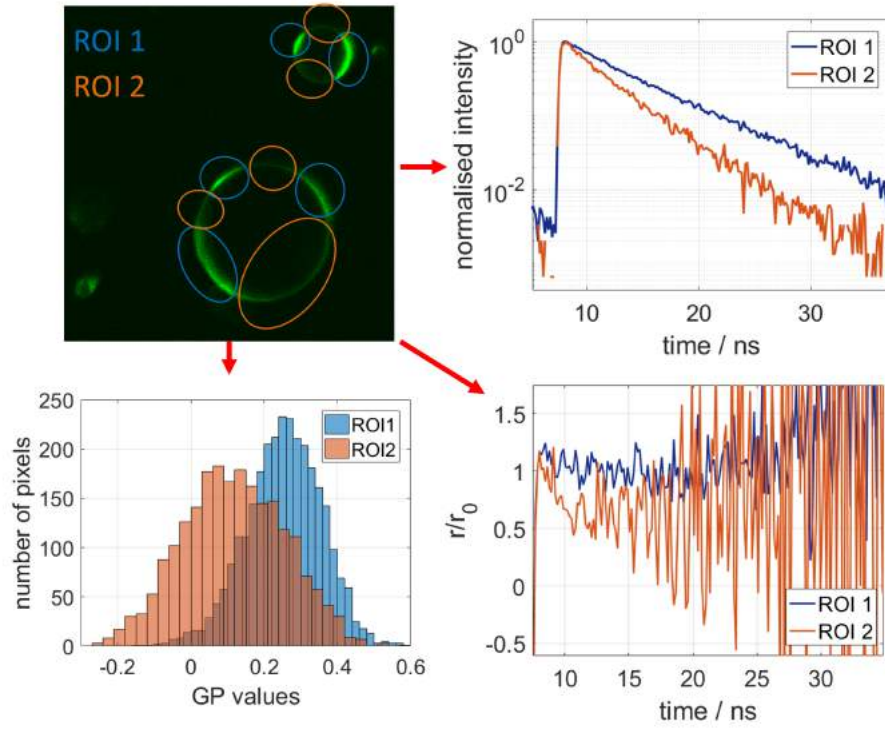 ROI 1
ROI 2
10^0
10^-2
normalised intensity
10 20 30
time / ns
ROI 1
ROI 2
250
200
150
100
50
0
number of pixels
-0.2 0 0.2 0.4 0.6
GP values
ROI1
ROI2
1.5
1
0.5
0
-0.5
r/r_0
10 15 20 25 30
time / ns
ROI 1
ROI 2